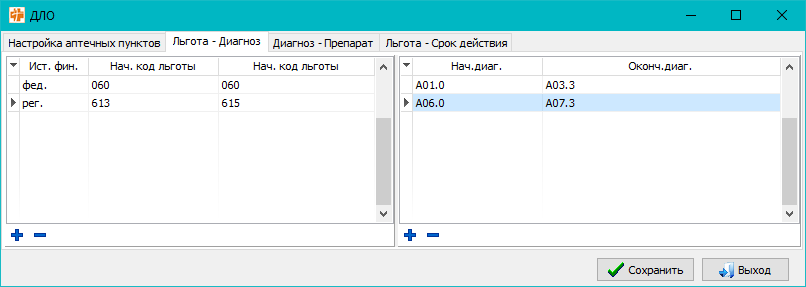 ДЛО
Настройка аптечных пунктов Льгота - Диагноз Диагноз - Препарат Льгота - Срок действия
Ист. фин. Нач. код льготы Нач. код льготы
фед. 060 060
рег. 613 615
Нач.диаг. Оконч.диаг.
A01.0 A03.3
A06.0 A07.3
Сохранить Выход